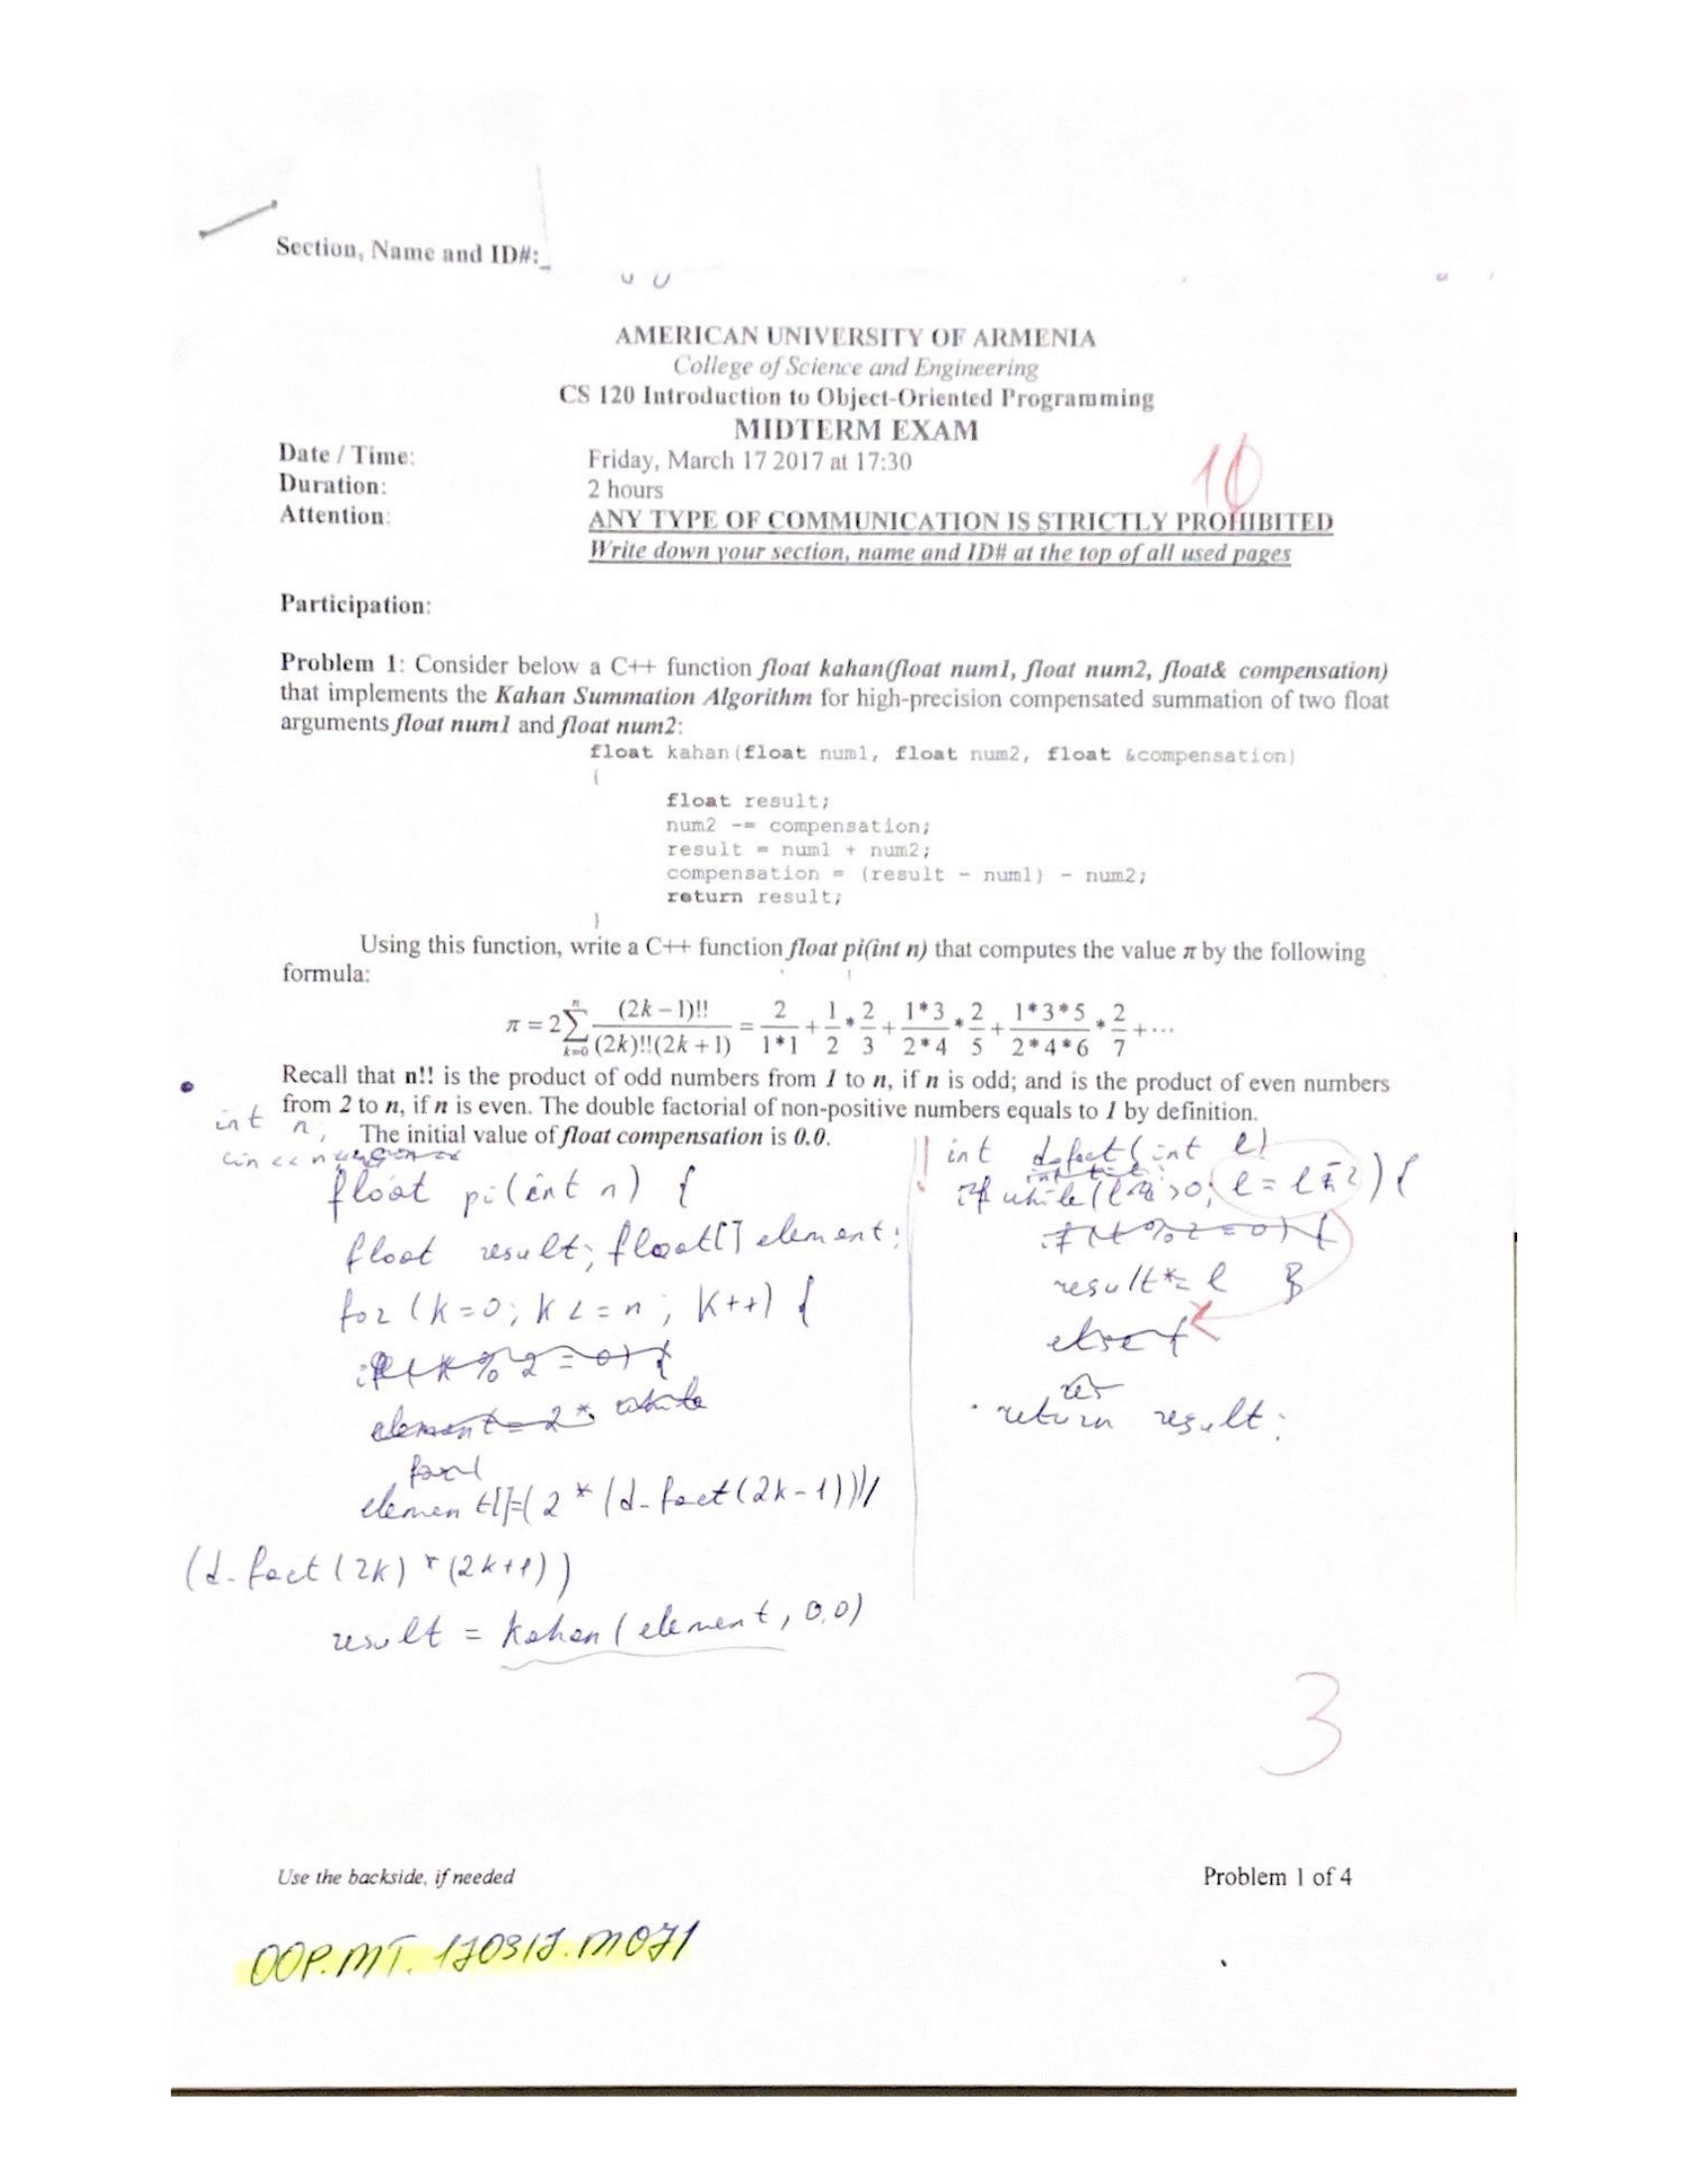 Section, Name and ID#:_
AMERICAN UNIVERSITY OF ARMENIA
College of Science and Engineering
CS 120 Introduction to Object-Oriented Programming
MIDTERM EXAM
Date / Time: Friday, March 17 2017 at 17:30
Duration: 2 hours
Attention: ANY TYPE OF COMMUNICATION IS STRICTLY PROHIBITED
Write down your section, name and ID# at the top of all used pages
10
Participation:
Problem 1: Consider below a C++ function float kahan(float num1, float num2, float& compensation)
that implements the Kahan Summation Algorithm for high-precision compensated summation of two float
arguments float num1 and float num2:
float kahan(float num1, float num2, float &compensation)
{
float result;
num2 -= compensation;
result = num1 + num2;
compensation = (result - num1) - num2;
return result;
}
Using this function, write a C++ function float pi(int n) that computes the value π by the following
formula:
π = 2 ∑ k=0 n (2k−1)!! / (2k)!!(2k+1) = 2/1*1 + 1/2 * 2/3 + 1*3/2*4 * 2/5 + 1*3*5/2*4*6 * 2/7 + ···
Recall that n!! is the product of odd numbers from 1 to n, if n is odd; and is the product of even numbers
from 2 to n, if n is even. The double factorial of non-positive numbers equals to 1 by definition.
The initial value of float compensation is 0.0.
int n;
cin << n
float pi(int n) {
float result; float[] element;
for (k=0; k<=n; k++) {
if (k%2=0) {
element = 2*
element[]=(2*(d-fact(2k-1)))/
(d-fact(2k)*(2k+1))
result = kahan(element, 0,0)
int d-fact(int l)
if while(l>0; l=l-2) {
if (l%2=0) {
result*=l }
else {
return result;
3
Use the backside, if needed
Problem 1 of 4
OOP.MT.170317.M071